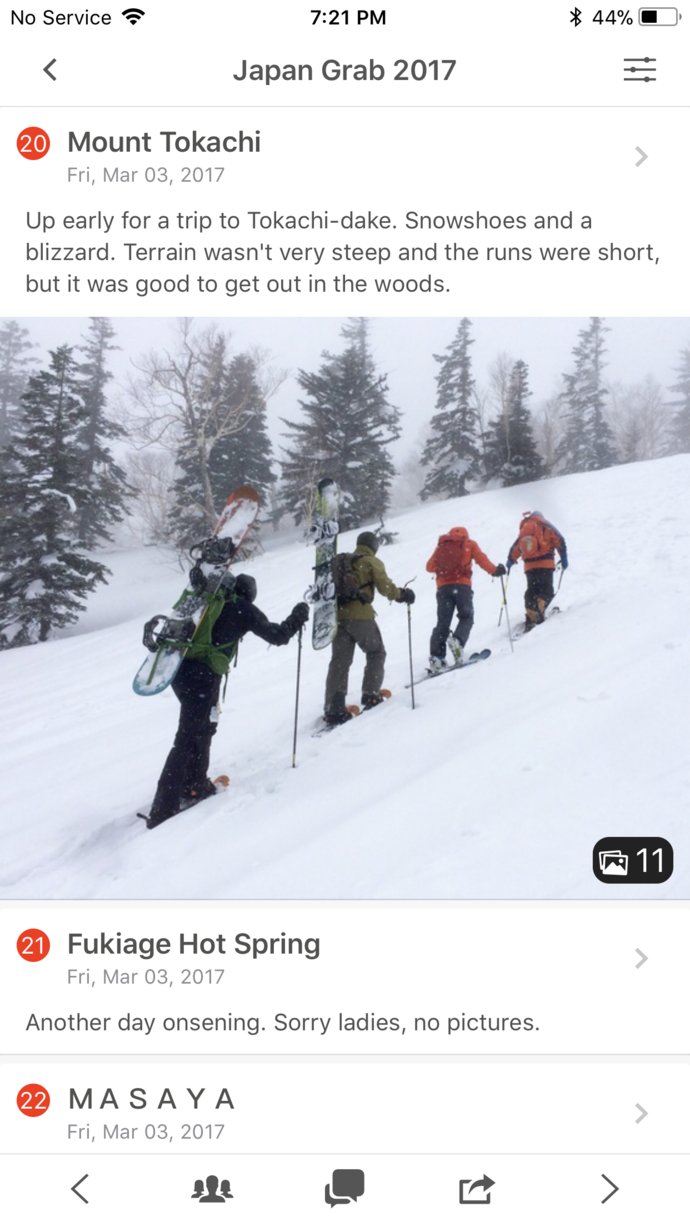 No Service 7:21 PM 44%
Japan Grab 2017
20 Mount Tokachi
Fri, Mar 03, 2017
Up early for a trip to Tokachi-dake. Snowshoes and a
blizzard. Terrain wasn't very steep and the runs were short,
but it was good to get out in the woods.
11
21 Fukiage Hot Spring
Fri, Mar 03, 2017
Another day onsening. Sorry ladies, no pictures.
22 M A S A Y A
Fri, Mar 03, 2017